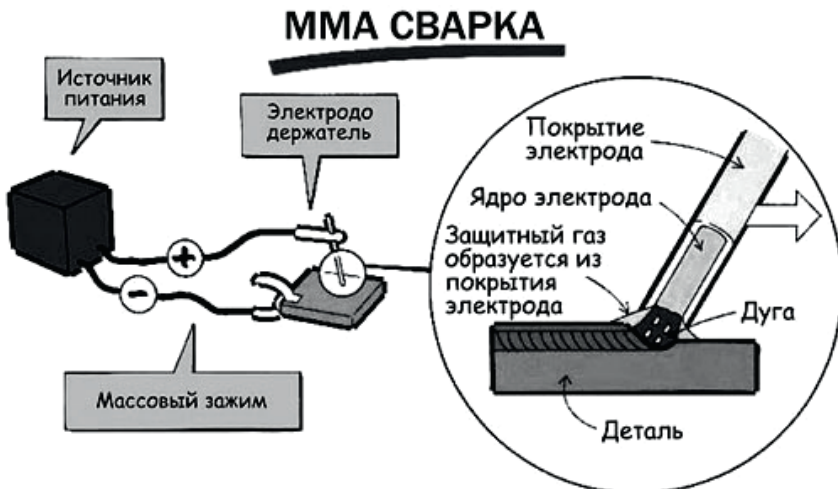 ММА СВАРКА
Источник
питания
Электродо
держатель
+
-
Массовый зажим
Покрытие
электрода
Ядро электрода
Защитный газ
образуется из
покрытия
электрода
Дуга
Деталь